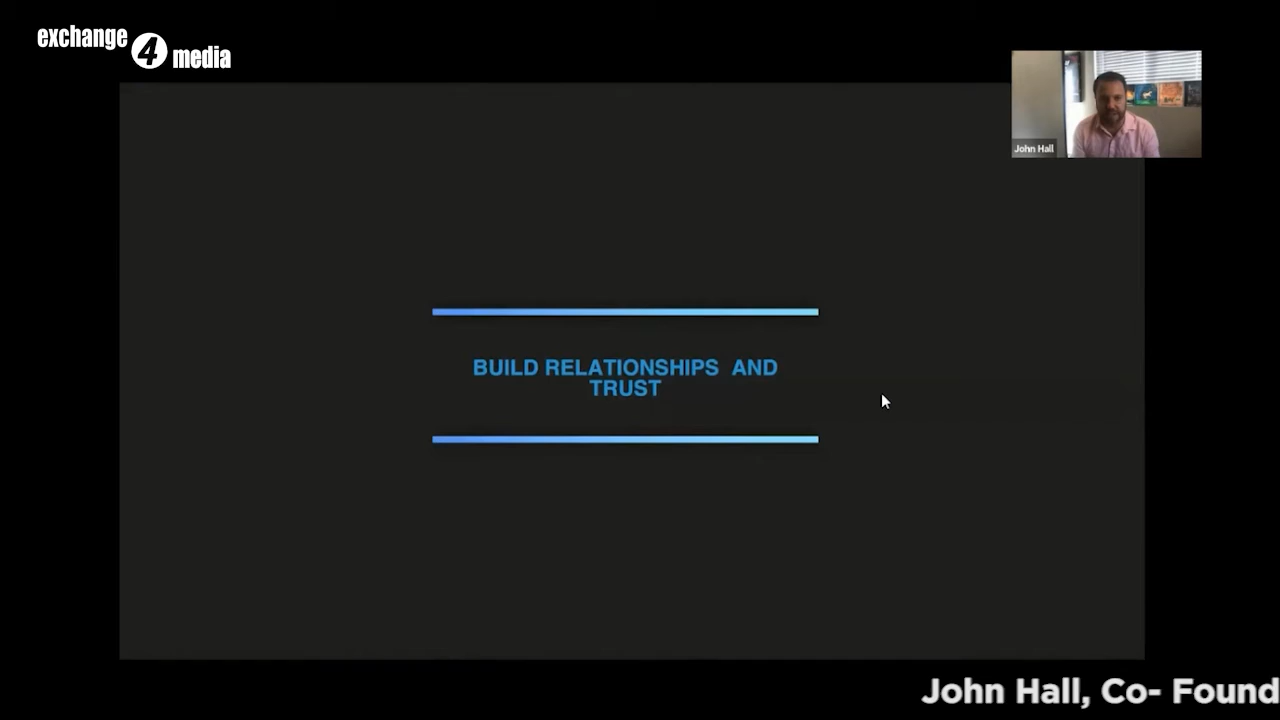 exchange
4
media
John Hall
BUILD RELATIONSHIPS AND
TRUST
John Hall, Co- Found